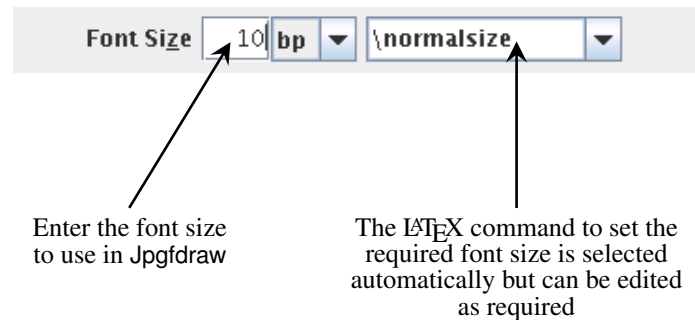 Font Size 10 bp \normalsize
Enter the font size
to use in Jpgfdraw
The LATEX command to set the
required font size is selected
automatically but can be edited
as required